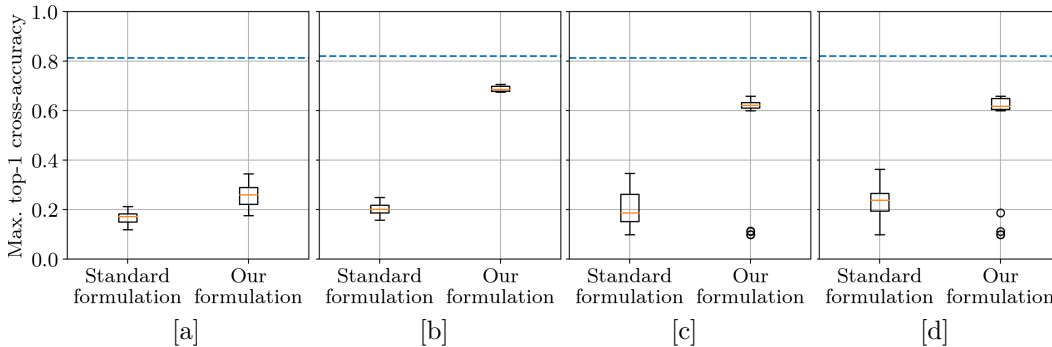 Max. top-1 cross-accuracy
1.0
0.8
0.6
0.4
0.2
0.0
Standard formulation
Our formulation
[a]
Standard formulation
Our formulation
[b]
Standard formulation
Our formulation
[c]
Standard formulation
Our formulation
[d]